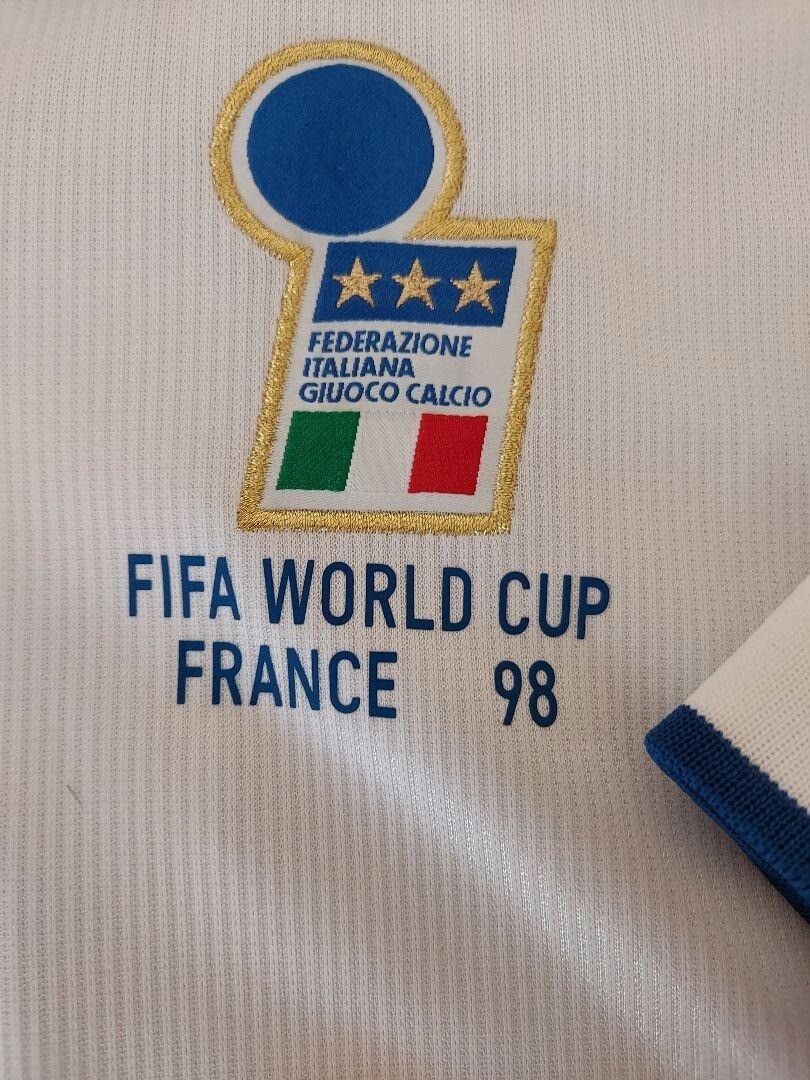 FEDERAZIONE
ITALIANA
GIUOCO CALCIO
FIFA WORLD CUP
FRANCE 98